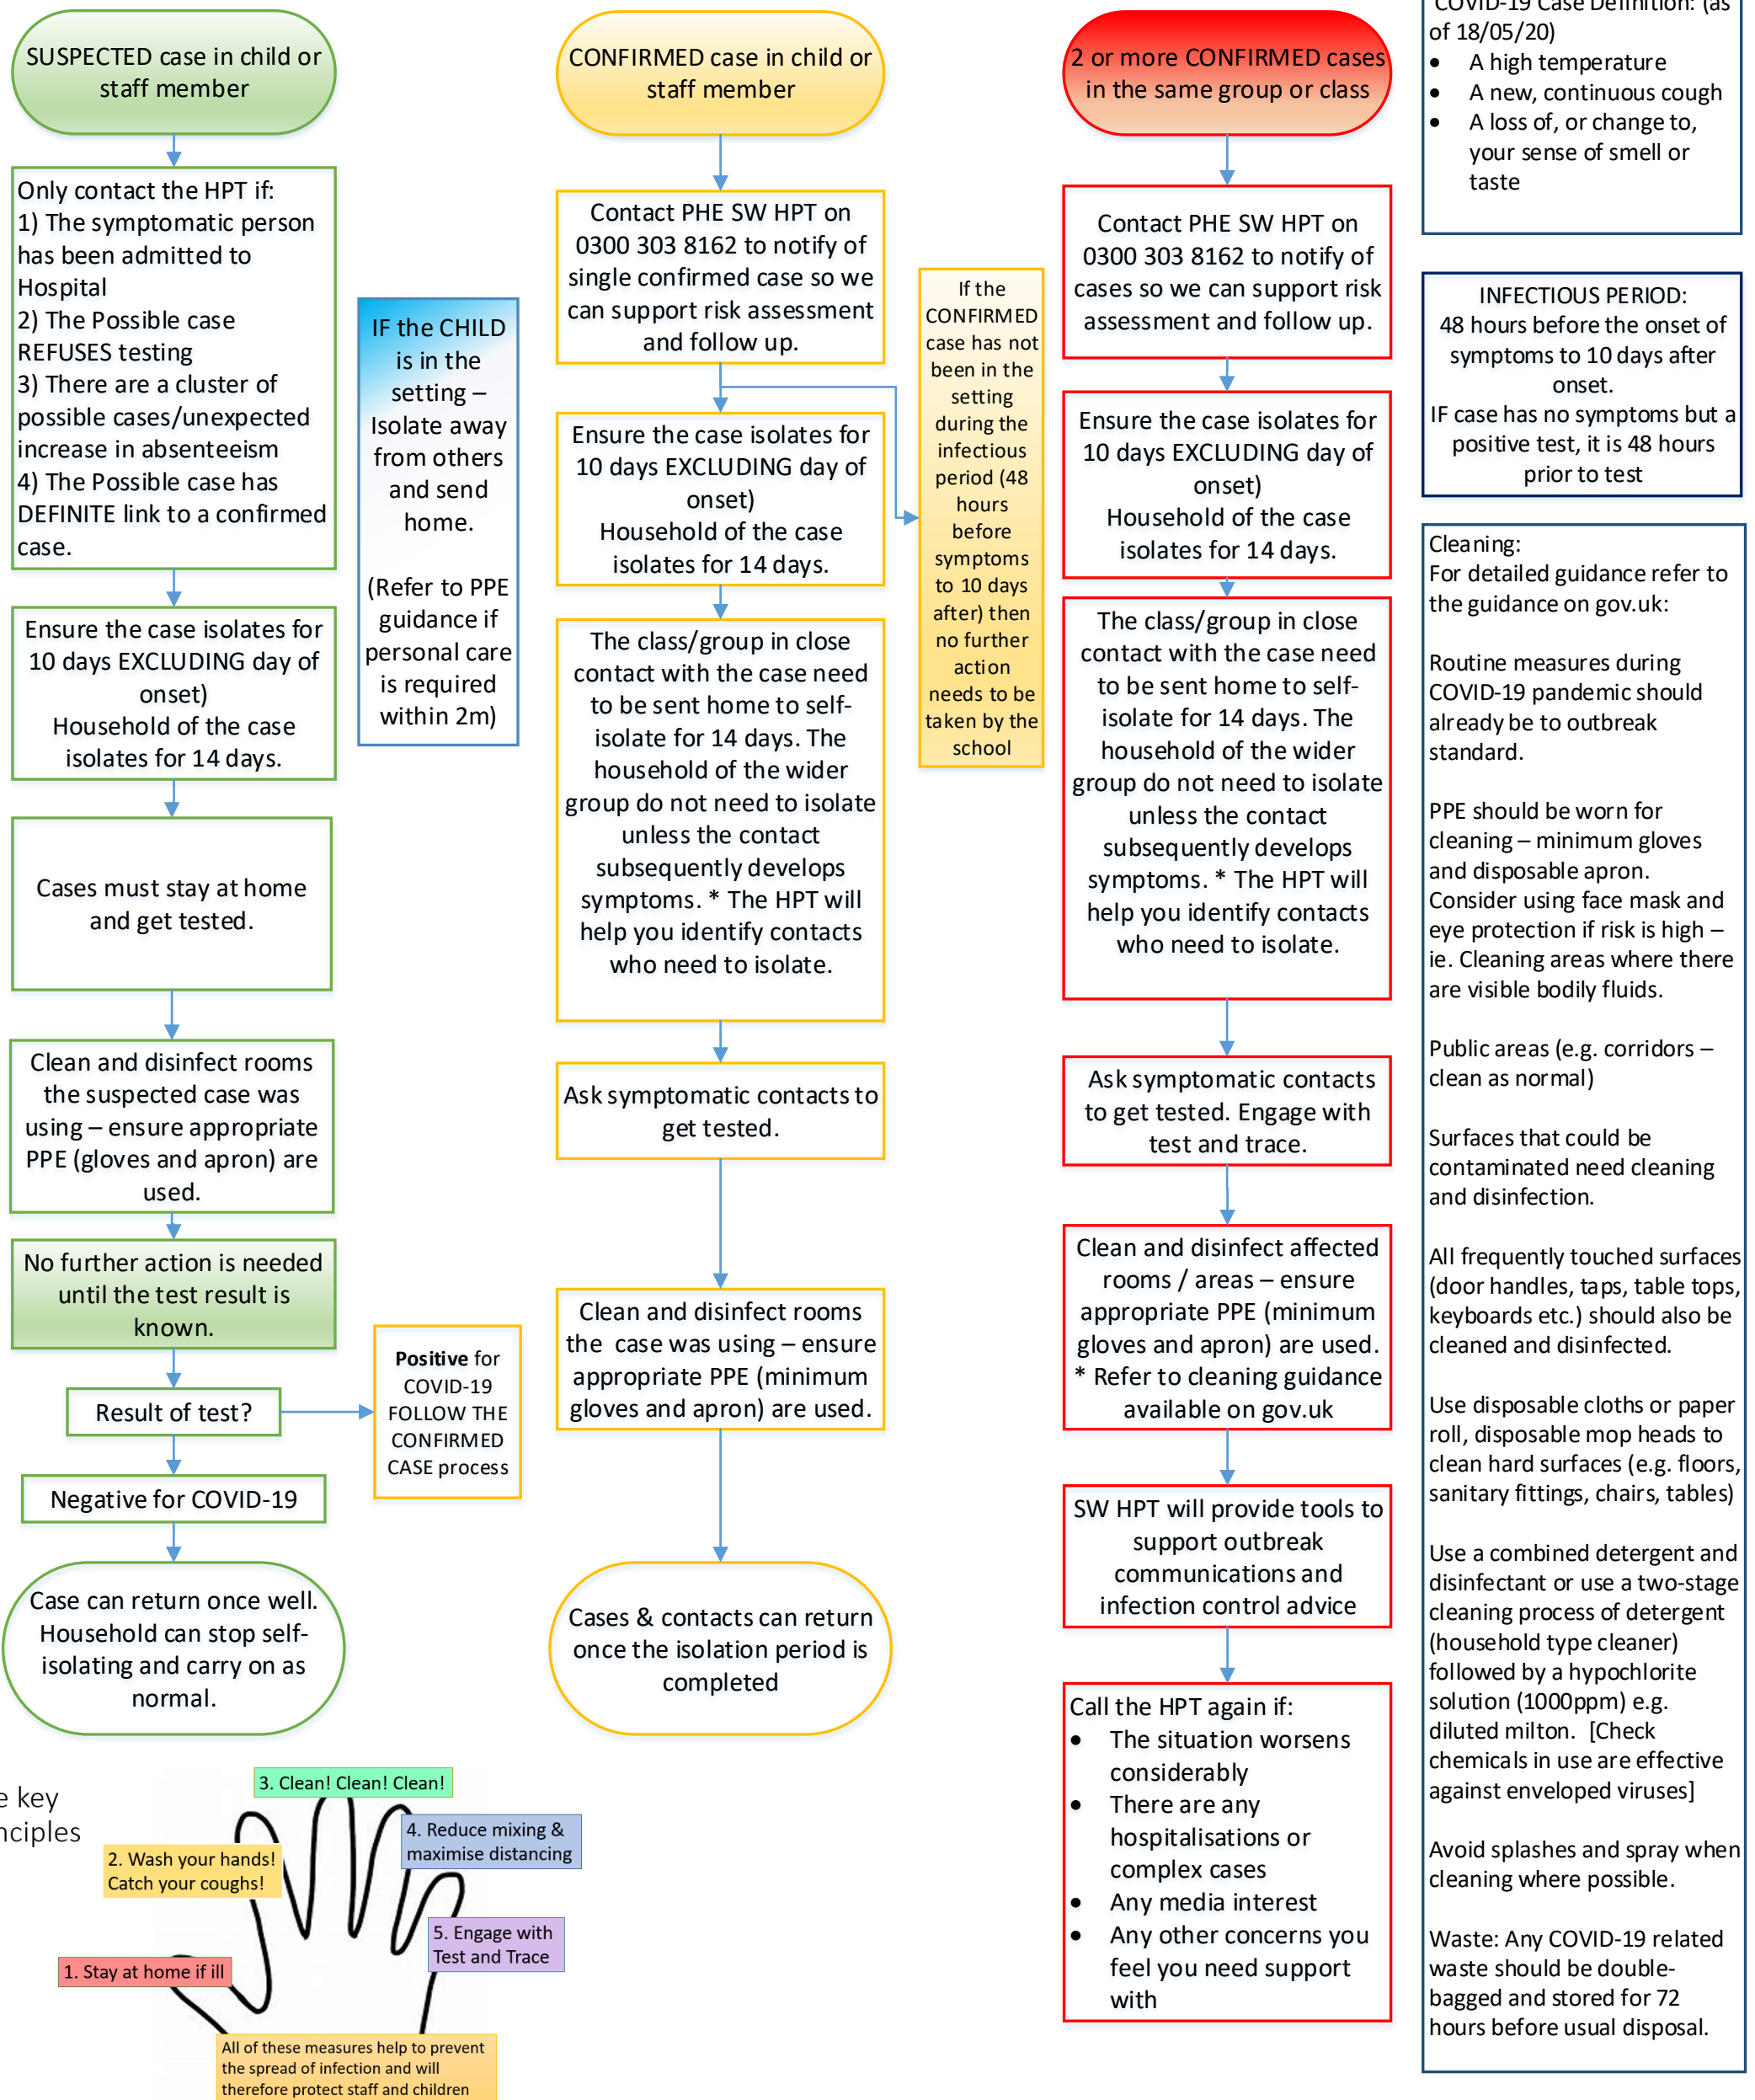 SUSPECTED case in child or
staff member
Only contact the HPT if:
1) The symptomatic person
has been admitted to
Hospital
2) The Possible case
REFUSES testing
3) There are a cluster of
possible cases/unexpected
increase in absenteeism
4) The Possible case has
DEFINITE link to a confirmed
case.
Ensure the case isolates for
10 days EXCLUDING day of
onset)
Household of the case
isolates for 14 days.
Cases must stay at home
and get tested.
Clean and disinfect rooms
the suspected case was
using – ensure appropriate
PPE (gloves and apron) are
used.
No further action is needed
until the test result is
known.
Result of test?
Negative for COVID-19
Case can return once well.
Household can stop self-
isolating and carry on as
normal.
IF the CHILD
is in the
setting –
Isolate away
from others
and send
home.
(Refer to PPE
guidance if
personal care
is required
within 2m)
Positive for
COVID-19
FOLLOW THE
CONFIRMED
CASE process
CONFIRMED case in child or
staff member
Contact PHE SW HPT on
0300 303 8162 to notify of
single confirmed case so we
can support risk assessment
and follow up.
Ensure the case isolates for
10 days EXCLUDING day of
onset)
Household of the case
isolates for 14 days.
The class/group in close
contact with the case need
to be sent home to self-
isolate for 14 days. The
household of the wider
group do not need to isolate
unless the contact
subsequently develops
symptoms. * The HPT will
help you identify contacts
who need to isolate.
Ask symptomatic contacts to
get tested.
Clean and disinfect rooms
the case was using – ensure
appropriate PPE (minimum
gloves and apron) are used.
Cases & contacts can return
once the isolation period is
completed
If the
CONFIRMED
case has not
been in the
setting
during the
infectious
period (48
hours
before
symptoms
to 10 days
after) then
no further
action
needs to be
taken by the
school
2 or more CONFIRMED cases
in the same group or class
Contact PHE SW HPT on
0300 303 8162 to notify of
cases so we can support risk
assessment and follow up.
Ensure the case isolates for
10 days EXCLUDING day of
onset)
Household of the case
isolates for 14 days.
The class/group in close
contact with the case need
to be sent home to self-
isolate for 14 days. The
household of the wider
group do not need to isolate
unless the contact
subsequently develops
symptoms. * The HPT will
help you identify contacts
who need to isolate.
Ask symptomatic contacts
to get tested. Engage with
test and trace.
Clean and disinfect affected
rooms / areas – ensure
appropriate PPE (minimum
gloves and apron) are used.
* Refer to cleaning guidance
available on gov.uk
SW HPT will provide tools to
support outbreak
communications and
infection control advice
Call the HPT again if:
• The situation worsens
considerably
• There are any
hospitalisations or
complex cases
• Any media interest
• Any other concerns you
feel you need support
with
COVID-19 Case Definition: (as
of 18/05/20)
• A high temperature
• A new, continuous cough
• A loss of, or change to,
your sense of smell or
taste
INFECTIOUS PERIOD:
48 hours before the onset of
symptoms to 10 days after
onset.
IF case has no symptoms but a
positive test, it is 48 hours
prior to test
Cleaning:
For detailed guidance refer to
the guidance on gov.uk:
Routine measures during
COVID-19 pandemic should
already be to outbreak
standard.
PPE should be worn for
cleaning – minimum gloves
and disposable apron.
Consider using face mask and
eye protection if risk is high –
ie. Cleaning areas where there
are visible bodily fluids.
Public areas (e.g. corridors –
clean as normal)
Surfaces that could be
contaminated need cleaning
and disinfection.
All frequently touched surfaces
(door handles, taps, table tops,
keyboards etc.) should also be
cleaned and disinfected.
Use disposable cloths or paper
roll, disposable mop heads to
clean hard surfaces (e.g. floors,
sanitary fittings, chairs, tables)
Use a combined detergent and
disinfectant or use a two-stage
cleaning process of detergent
(household type cleaner)
followed by a hypochlorite
solution (1000ppm) e.g.
diluted milton. [Check
chemicals in use are effective
against enveloped viruses]
Avoid splashes and spray when
cleaning where possible.
Waste: Any COVID-19 related
waste should be double-
bagged and stored for 72
hours before usual disposal.
e key
nciples
1. Stay at home if ill
2. Wash your hands!
Catch your coughs!
3. Clean! Clean! Clean!
4. Reduce mixing &
maximise distancing
5. Engage with
Test and Trace
All of these measures help to prevent
the spread of infection and will
therefore protect staff and children